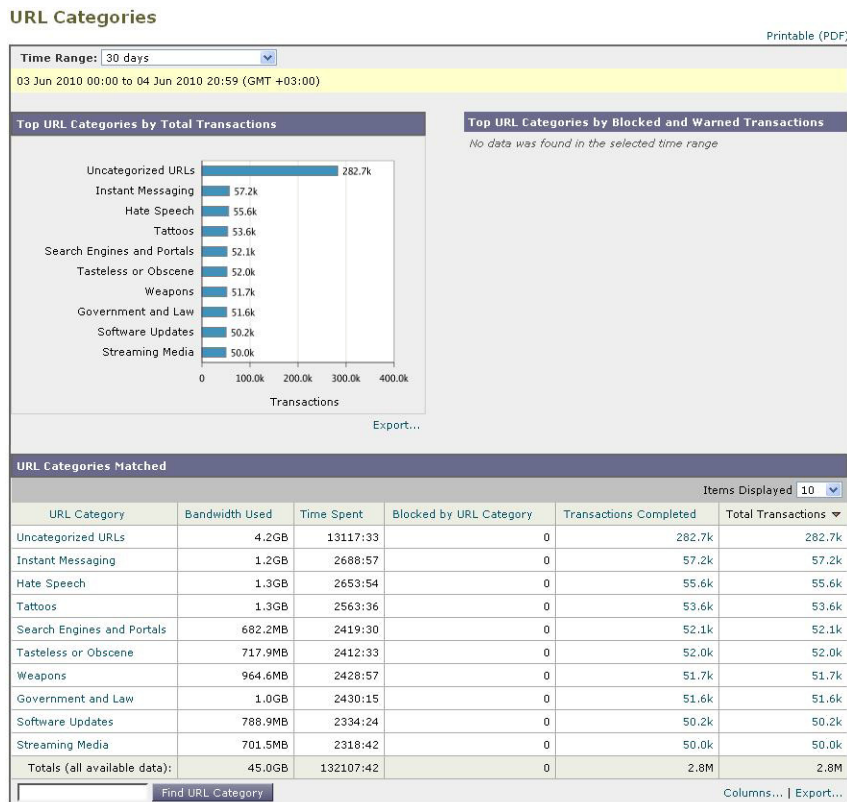 URL Categories
Printable (PDF)
Time Range: 30 days
03 Jun 2010 00:00 to 04 Jun 2010 20:59 (GMT +03:00)
Top URL Categories by Total Transactions
Uncategorized URLs 282.7k
Instant Messaging 57.2k
Hate Speech 55.6k
Tattoos 53.6k
Search Engines and Portals 52.1k
Tasteless or Obscene 52.0k
Weapons 51.7k
Government and Law 51.6k
Software Updates 50.2k
Streaming Media 50.0k
0 100.0k 200.0k 300.0k 400.0k
Transactions
Export...
Top URL Categories by Blocked and Warned Transactions
No data was found in the selected time range
URL Categories Matched
Items Displayed 10
URL Category Bandwidth Used Time Spent Blocked by URL Category Transactions Completed Total Transactions
Uncategorized URLs 4.2GB 13117:33 0 282.7k 282.7k
Instant Messaging 1.2GB 2688:57 0 57.2k 57.2k
Hate Speech 1.3GB 2653:54 0 55.6k 55.6k
Tattoos 1.3GB 2563:36 0 53.6k 53.6k
Search Engines and Portals 682.2MB 2419:30 0 52.1k 52.1k
Tasteless or Obscene 717.9MB 2412:33 0 52.0k 52.0k
Weapons 964.6MB 2428:57 0 51.7k 51.7k
Government and Law 1.0GB 2430:15 0 51.6k 51.6k
Software Updates 788.9MB 2334:24 0 50.2k 50.2k
Streaming Media 701.5MB 2318:42 0 50.0k 50.0k
Totals (all available data): 45.0GB 132107:42 0 2.8M 2.8M
Find URL Category
Columns... | Export...